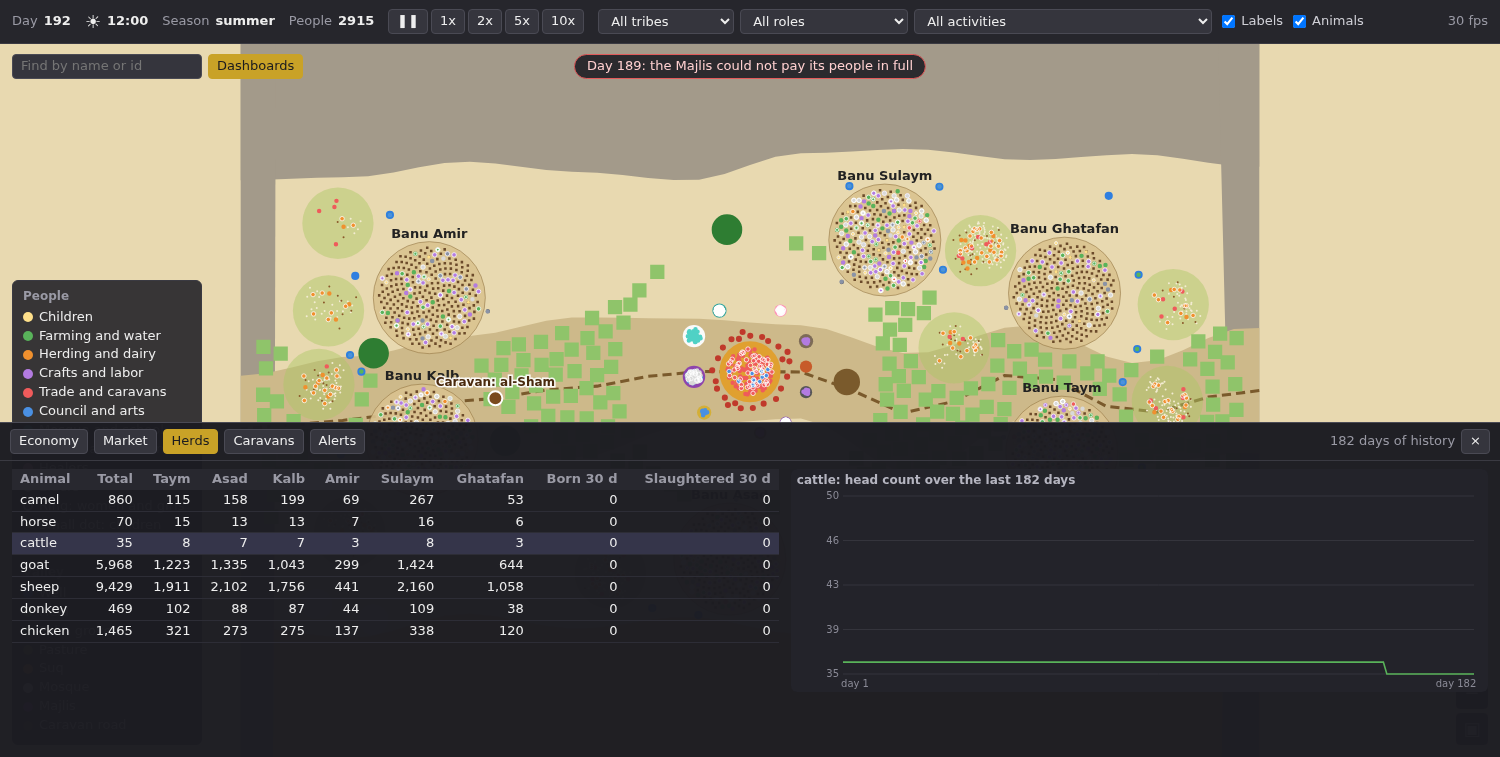 Day 192 ☀ 12:00 Season summer People 2915 ❚❚ 1x 2x 5x 10x All tribes All roles All activities Labels Animals 30 fps
Find by name or id Dashboards
Day 189: the Majlis could not pay its people in full
Banu Sulaym
Banu Amir
Banu Ghatafan
People
Children
Farming and water
Herding and dairy
Crafts and labor
Trade and caravans
Council and arts
Banu Kalb
Caravan: al-Sham
Banu Taym
Economy Market Herds Caravans Alerts 182 days of history ✕
Animal Total Taym Asad Kalb Amir Sulaym Ghatafan Born 30 d Slaughtered 30 d
camel 860 115 158 199 69 267 53 0 0
horse 70 15 13 13 7 16 6 0 0
cattle 35 8 7 7 3 8 3 0 0
goat 5,968 1,223 1,335 1,043 299 1,424 644 0 0
sheep 9,429 1,911 2,102 1,756 441 2,160 1,058 0 0
donkey 469 102 88 87 44 109 38 0 0
chicken 1,465 321 273 275 137 338 120 0 0
cattle: head count over the last 182 days
50
46
43
39
35
day 1 day 182